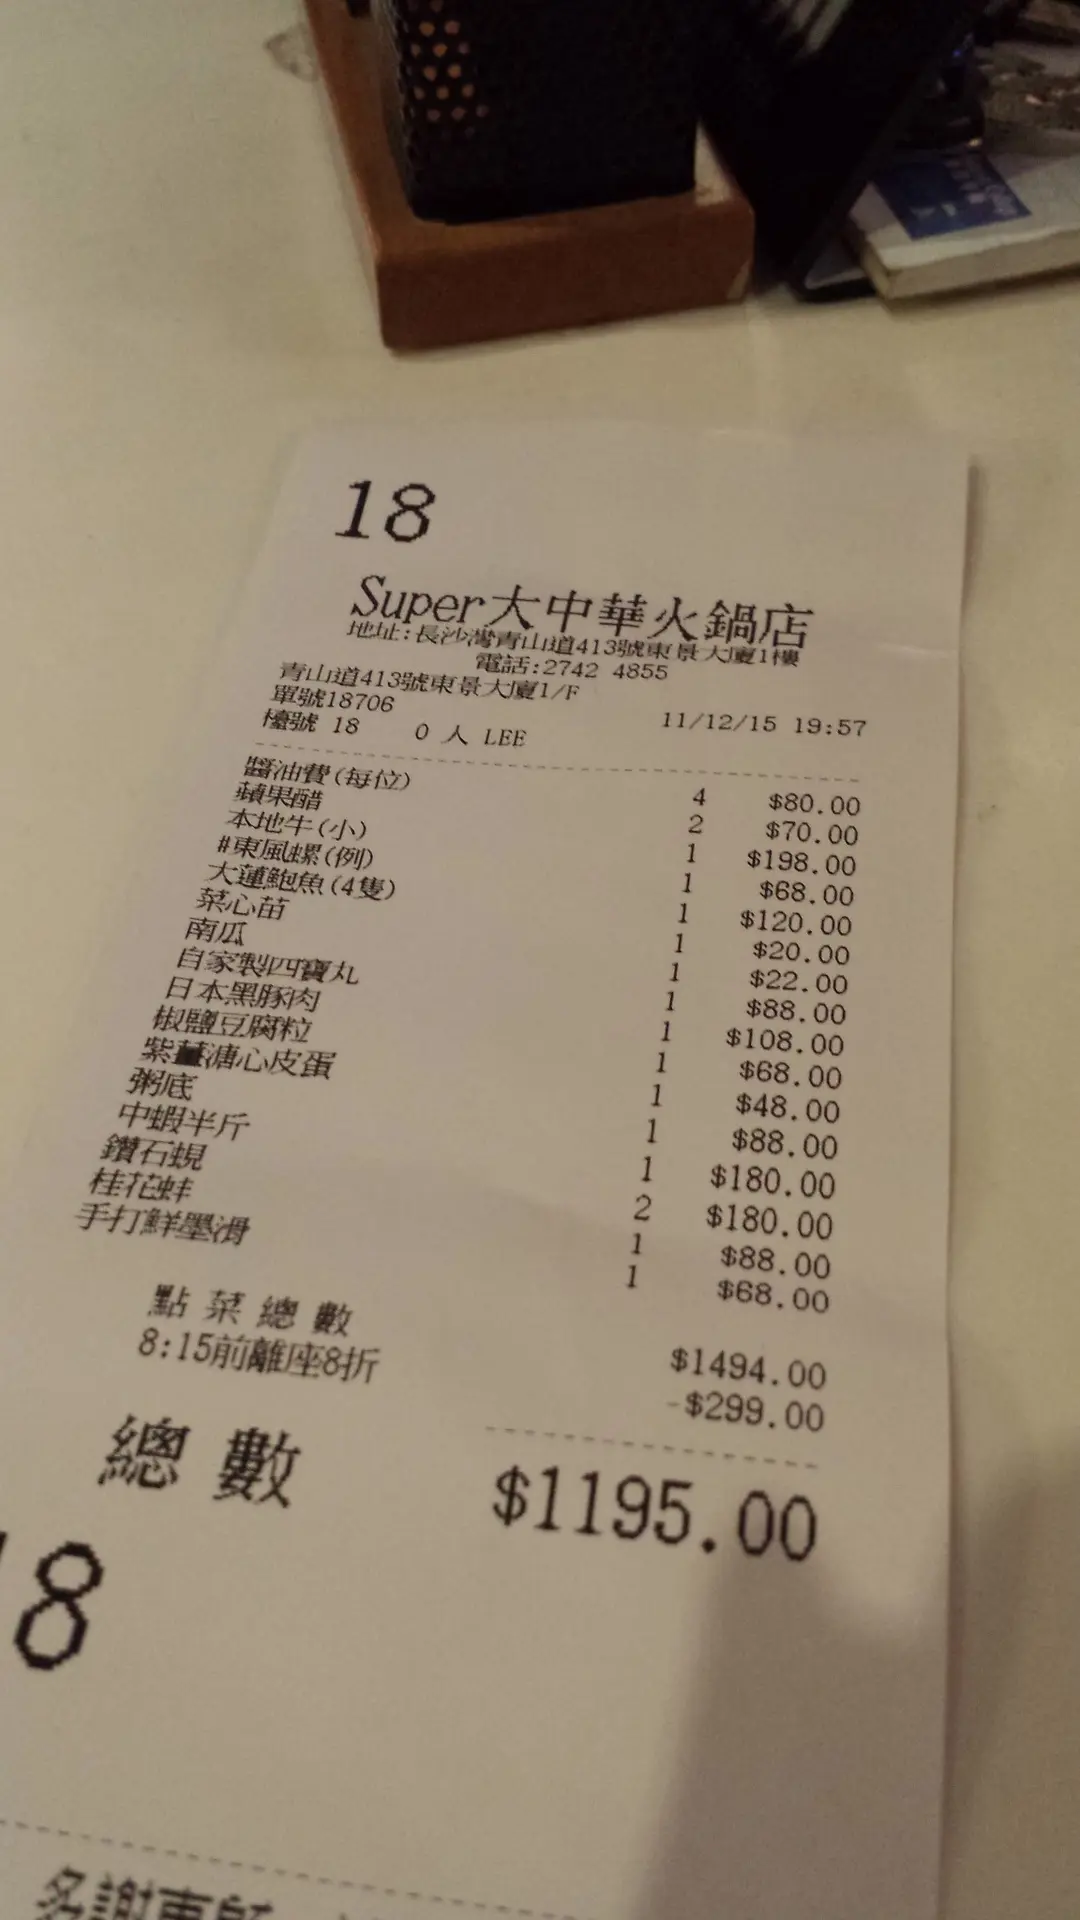 18
Super大中華火鍋店
地址:長沙灣青山道413號東景大廈1樓
電話:2742 4855
青山道413號東景大廈1/F
單號18706 11/12/15 19:57
檯號 18 0 人 LEE
醬油費(每位) 4 $80.00
蘋果醋 2 $70.00
本地牛(小) 1 $198.00
#東風螺(例) 1 $68.00
大蓮鮑魚(4隻) 1 $120.00
菜心苗 1 $20.00
南瓜 1 $22.00
自家製四寶丸 1 $88.00
日本黑豚肉 1 $108.00
椒鹽豆腐粒 1 $68.00
紫薑溏心皮蛋 1 $48.00
粥底 1 $88.00
中蝦半斤 1 $180.00
鑽石蜆 2 $180.00
桂花蚌 1 $88.00
手打鮮墨滑 1 $68.00
點菜總數 $1494.00
8:15前離座8折 -$299.00
總數 $1195.00
18
多謝惠